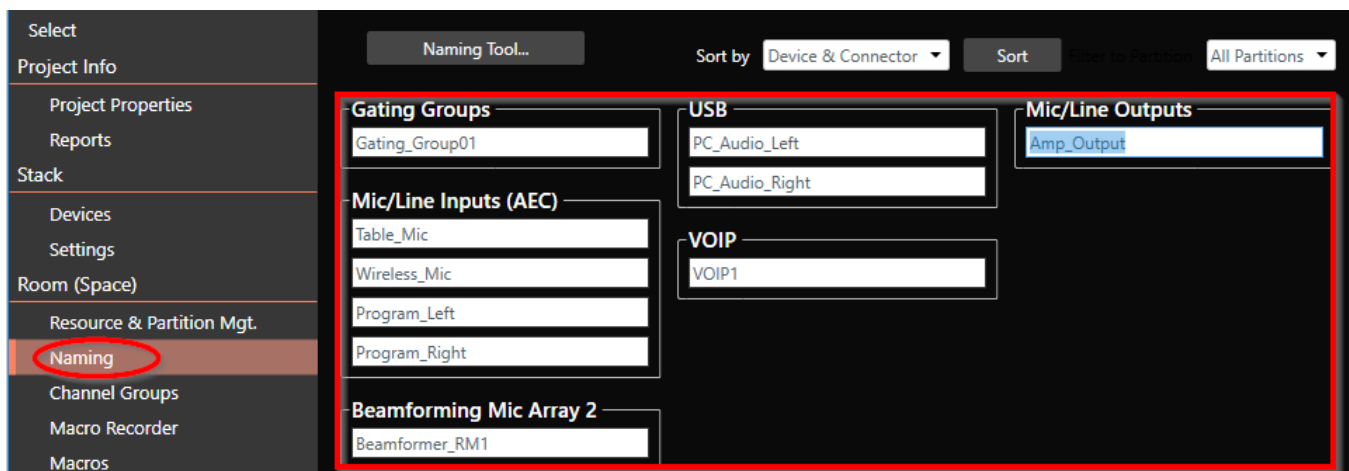 Select
Project Info
Project Properties
Reports
Stack
Devices
Settings
Room (Space)
Resource & Partition Mgt.
Naming
Channel Groups
Macro Recorder
Macros
Naming Tool...
Sort by
Device & Connector
Sort
Filter to Partition
All Partitions
Gating Groups
Gating_Group01
Mic/Line Inputs (AEC)
Table_Mic
Wireless_Mic
Program_Left
Program_Right
Beamforming Mic Array 2
Beamformer_RM1
USB
PC_Audio_Left
PC_Audio_Right
VOIP
VOIP1
Mic/Line Outputs
Amp_Output